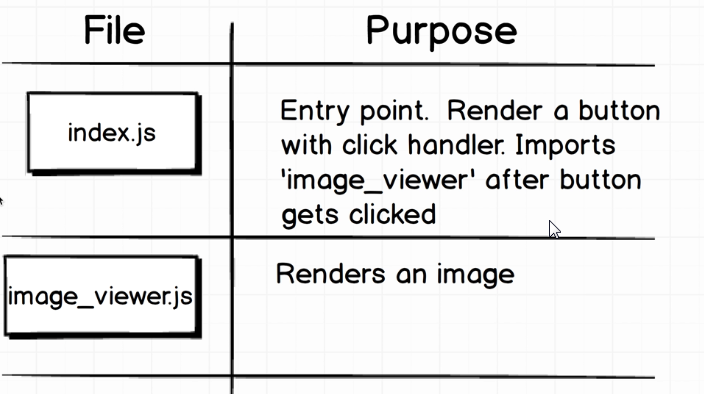 File
Purpose
index.js
Entry point. Render a button
with click handler. Imports
'image_viewer' after button
gets clicked
image_viewer.js
Renders an image